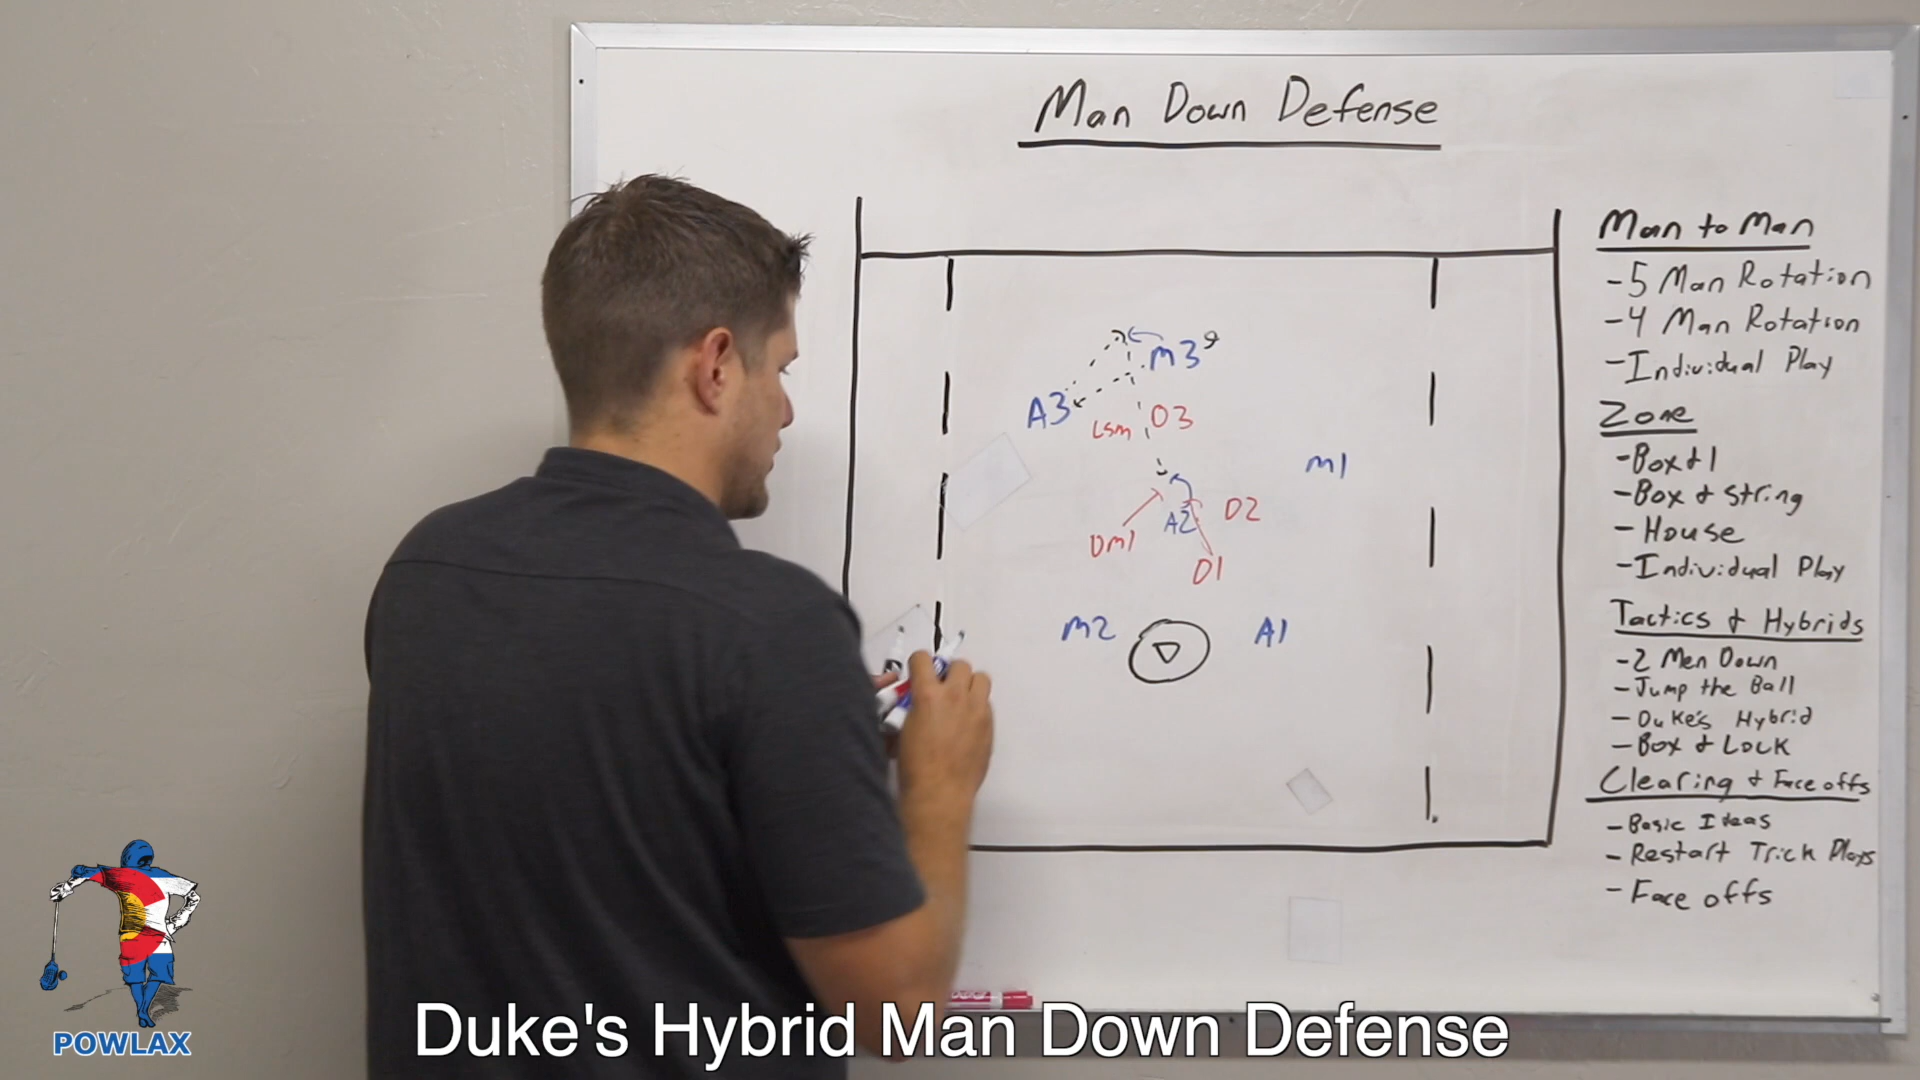 Man Down Defense
M3
A3
Lsm D3
M1
D2
A2
Dm1
D1
M2
A1
Man to Man
-5 Man Rotation
-4 Man Rotation
-Individual Play
Zone
-Box & 1
-Box & String
-House
-Individual Play
Tactics & Hybrids
-2 Men Down
-Jump the Ball
-Duke's Hybrid
-Box & Lock
Clearing & Face offs
-Basic Ideas
-Restart Trick Plays
-Face offs
POWLAX
Duke's Hybrid Man Down Defense